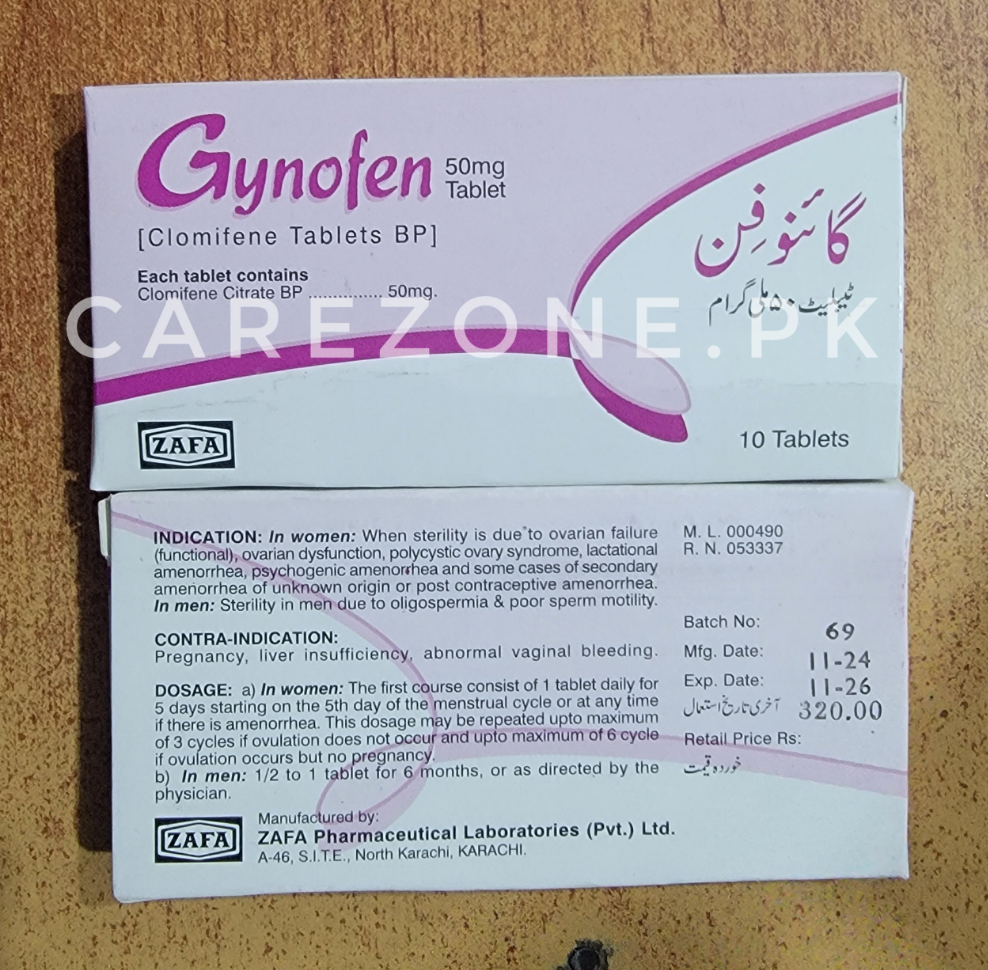 Gynofen 50mg Tablet
[Clomifene Tablets BP]
Each tablet contains
Clomifene Citrate BP ............... 50mg.
گائنوفِن
ٹیبلیٹ ۵۰ ملی گرام
CAREZONE.PK
ZAFA
10 Tablets
INDICATION: In women: When sterility is due to ovarian failure
(functional), ovarian dysfunction, polycystic ovary syndrome, lactational
amenorrhea, psychogenic amenorrhea and some cases of secondary
amenorrhea of unknown origin or post contraceptive amenorrhea.
In men: Sterility in men due to oligospermia & poor sperm motility.
CONTRA-INDICATION:
Pregnancy, liver insufficiency, abnormal vaginal bleeding.
DOSAGE: a) In women: The first course consist of 1 tablet daily for
5 days starting on the 5th day of the menstrual cycle or at any time
if there is amenorrhea. This dosage may be repeated upto maximum
of 3 cycles if ovulation does not occur and upto maximum of 6 cycle
if ovulation occurs but no pregnancy.
b) In men: 1/2 to 1 tablet for 6 months, or as directed by the
physician.
M. L. 000490
R. N. 053337
Batch No: 69
Mfg. Date: 11-24
Exp. Date: 11-26
آخری تاریخ استعمال 320.00
Retail Price Rs:
خوردہ قیمت
ZAFA
Manufactured by:
ZAFA Pharmaceutical Laboratories (Pvt.) Ltd.
A-46, S.I.T.E., North Karachi, KARACHI.